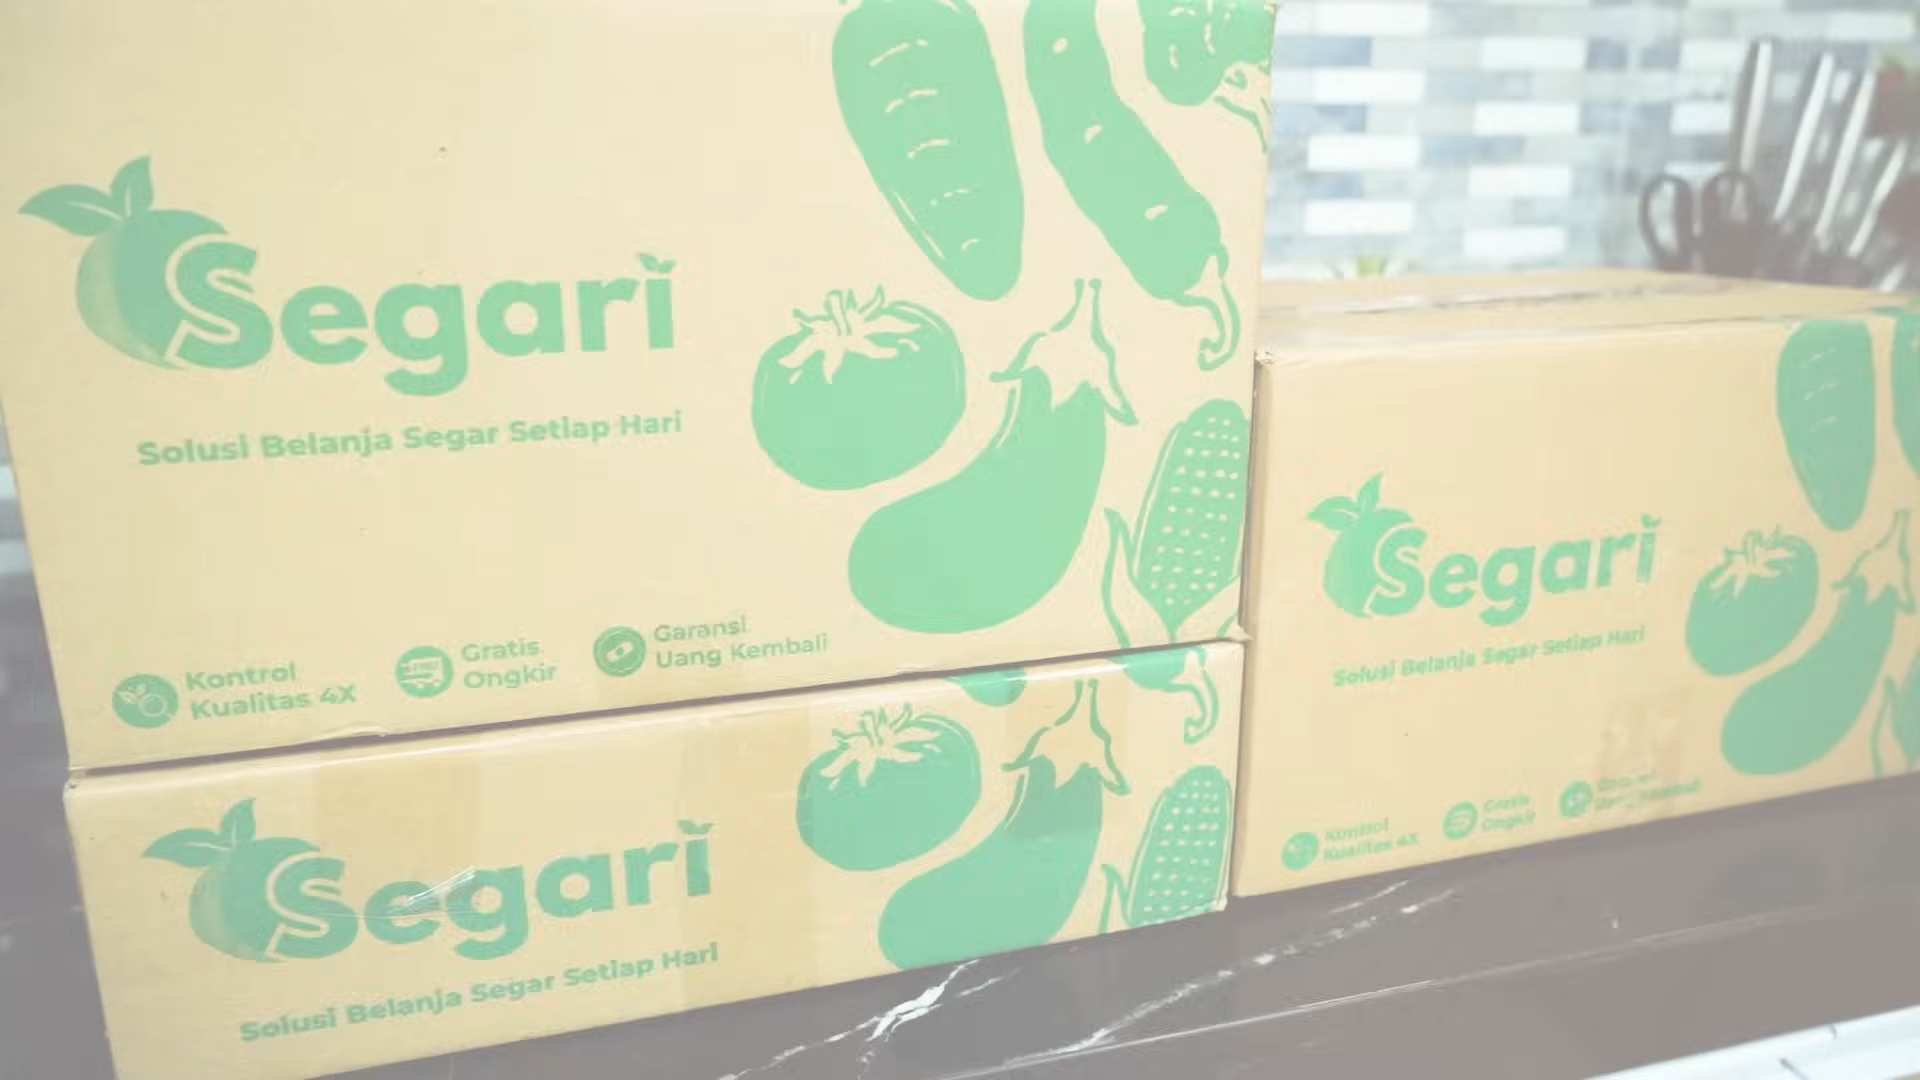 Segari
Solusi Belanja Segar Setiap Hari
Kontrol
Kualitas 4X
FREE
Gratis
Ongkir
Garansi
Uang Kembali
Segari
Solusi Belanja Segar Setiap Hari
Segari
Solusi Belanja Segar Setiap Hari
Kontrol
Kualitas 4X
Gratis
Ongkir